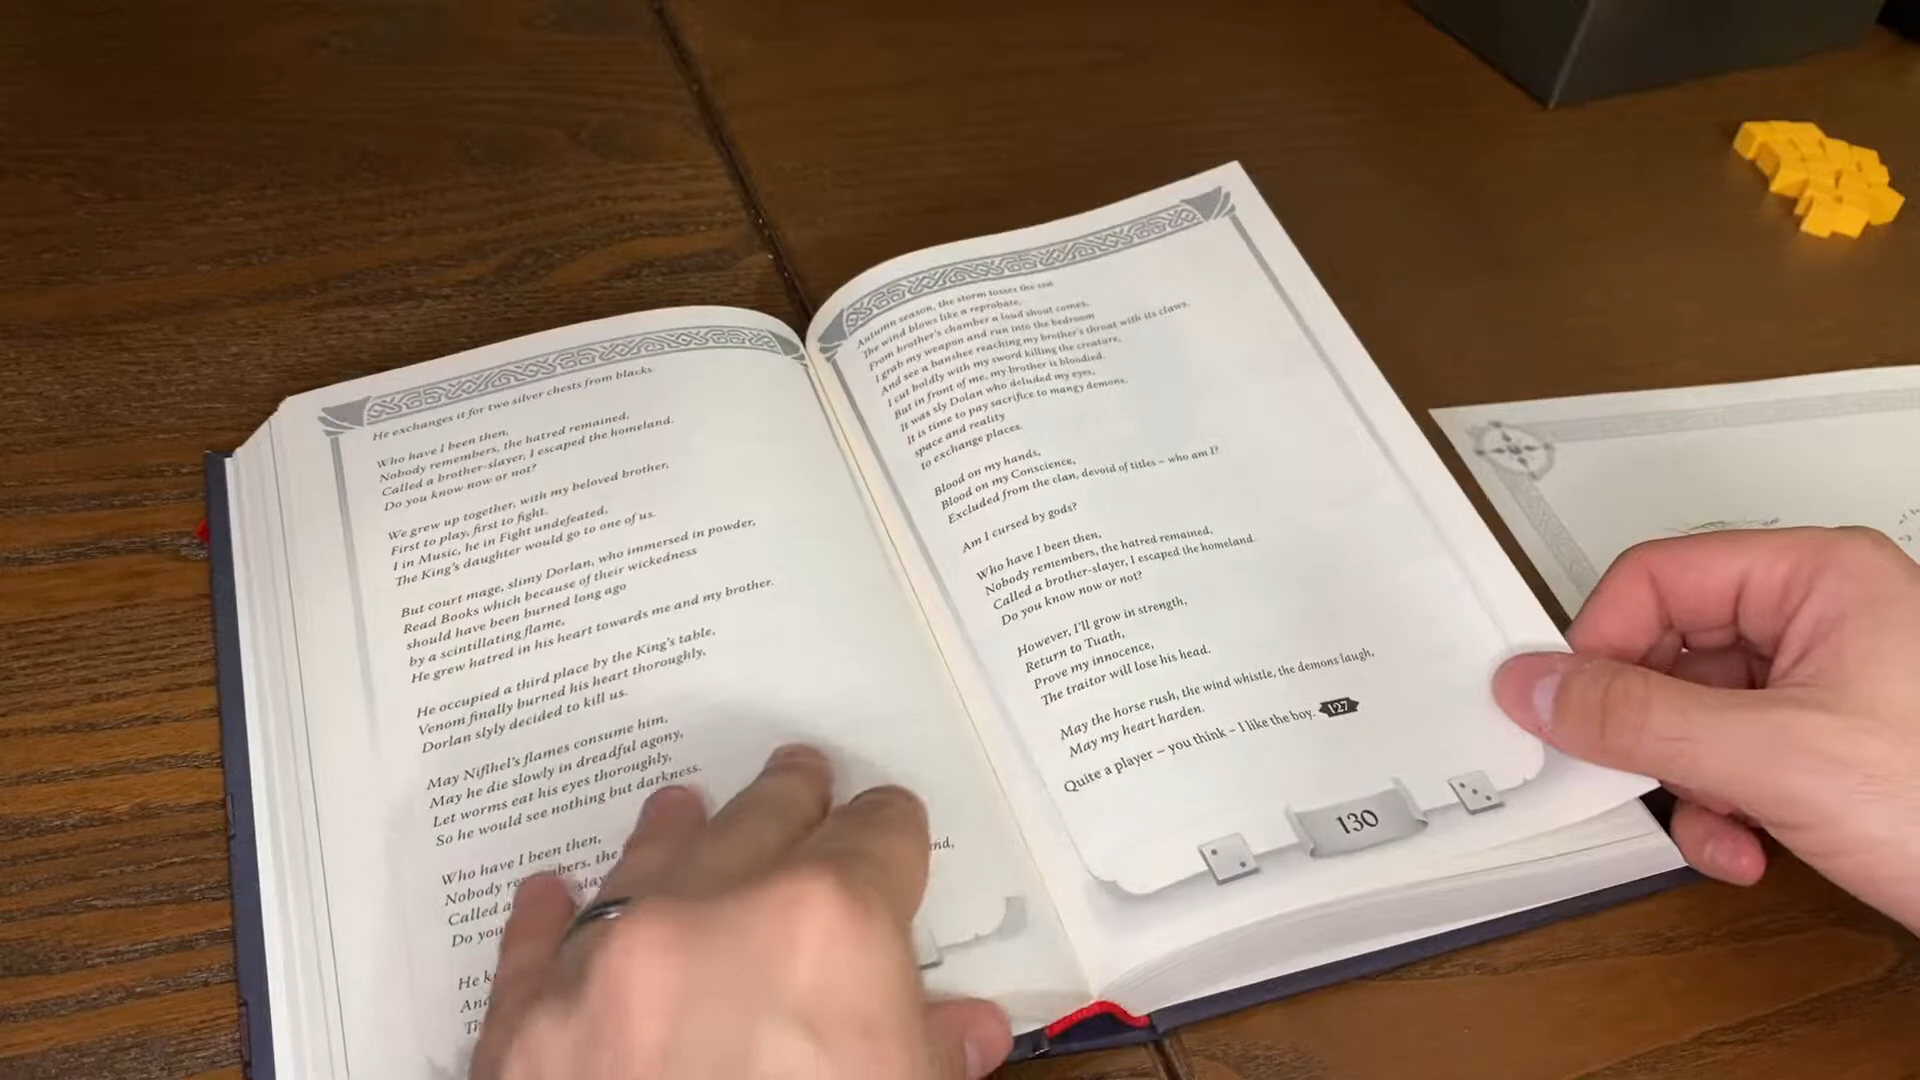 He exchanges it for two silver chests from blacks.
Who have I been then,
Nobody remembers, the hatred remained,
Called a brother-slayer, I escaped the homeland.
Do you know now or not?
We grew up together, with my beloved brother,
First to play, first to fight.
I in Music, he in Fight undefeated,
The King's daughter would go to one of us.
But court mage, slimy Dorlan, who immersed in powder,
Read Books which because of their wickedness
should have been burned long ago
by a scintillating flame,
He grew hatred in his heart towards me and my brother.
He occupied a third place by the King's table,
Venom finally burned his heart thoroughly,
Dorlan slyly decided to kill us.
May Niflhel's flames consume him,
May he die slowly in dreadful agony,
Let worms eat his eyes thoroughly,
So he would see nothing but darkness.
Who have I been then,
Nobody the
Called a
Do you
He
Autumn season, the storm tosses the sea
The wind blows like a reprobate,
From brother's chamber a loud shout comes,
I grab my weapon and run into the bedroom
And see a banshee reaching my brother's throat with its claws.
I cut boldly with my sword killing the creature,
But in front of me, my brother is bloodied.
It was sly Dolan who deluded my eyes,
It is time to pay sacrifice to mangy demons,
space and reality
to exchange places.
Blood on my hands,
Blood on my Conscience,
Excluded from the clan, devoid of titles – who am I?
Am I cursed by gods?
Who have I been then,
Nobody remembers, the hatred remained,
Called a brother-slayer, I escaped the homeland.
Do you know now or not?
However, I'll grow in strength,
Return to Tuath,
Prove my innocence,
The traitor will lose his head.
May the horse rush, the wind whistle, the demons laugh,
May my heart harden.
Quite a player – you think – I like the boy. 127
130